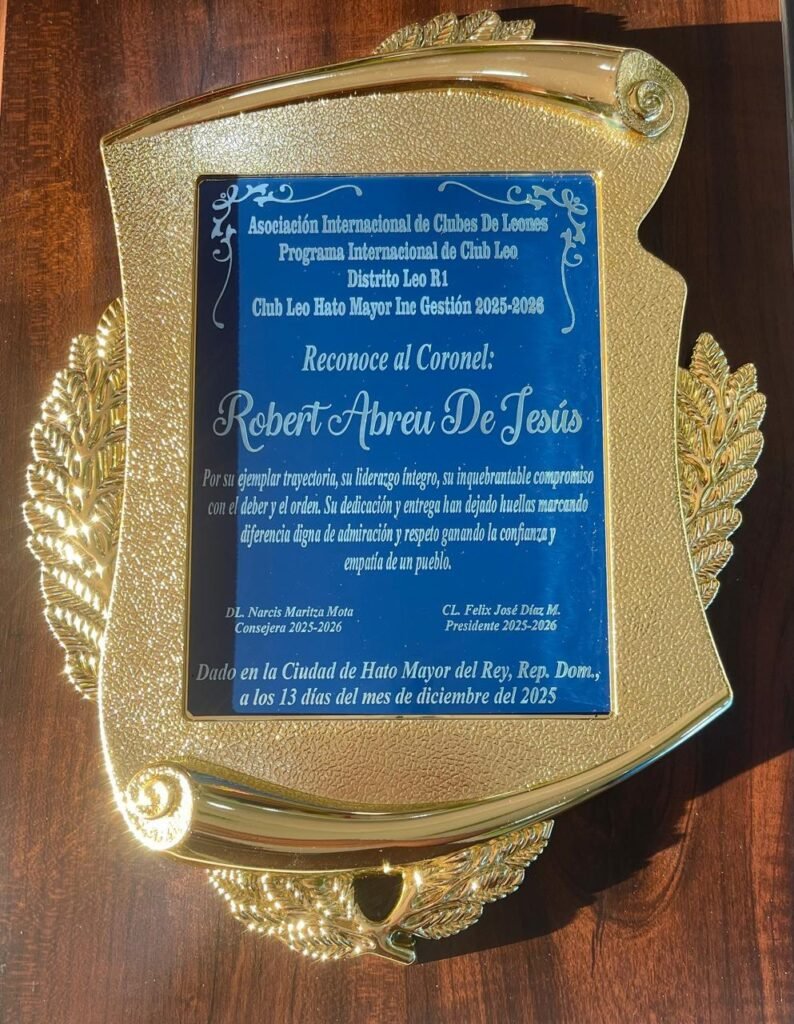 Asociación Internacional de Clubes De Leones
Programa Internacional de Club Leo
Distrito Leo R1
Club Leo Hato Mayor Inc Gestión 2025-2026
Reconoce al Coronel:
Robert Abreu De Jesús
Por su ejemplar trayectoria, su liderazgo íntegro, su inquebrantable compromiso
con el deber y el orden. Su dedicación y entrega han dejado huellas marcando
diferencia digna de admiración y respeto ganando la confianza y
empatía de un pueblo.
DL. Narcis Maritza Mota
Consejera 2025-2026
CL. Felix José Díaz M.
Presidente 2025-2026
Dado en la Ciudad de Hato Mayor del Rey, Rep. Dom.,
a los 13 días del mes de diciembre del 2025